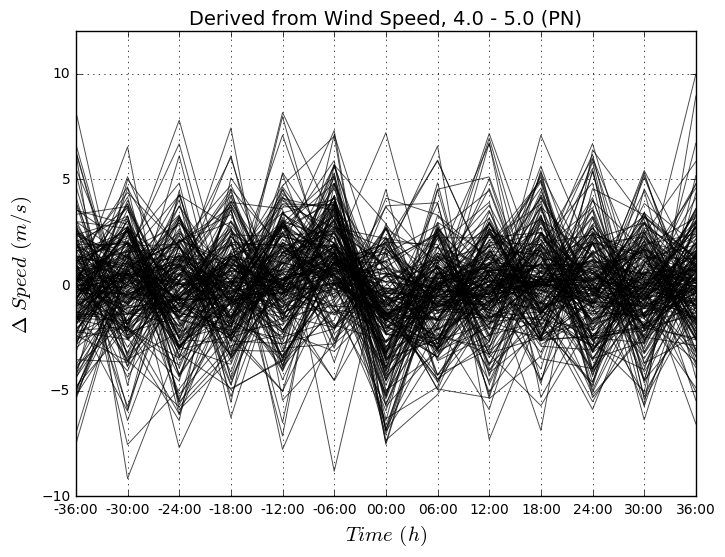 Derived from Wind Speed, 4.0 - 5.0 (PN)
10
5
0
−5
−10
Δ Speed (m/s)
-36:00 -30:00 -24:00 -18:00 -12:00 -06:00 00:00 06:00 12:00 18:00 24:00 30:00 36:00
Time (h)